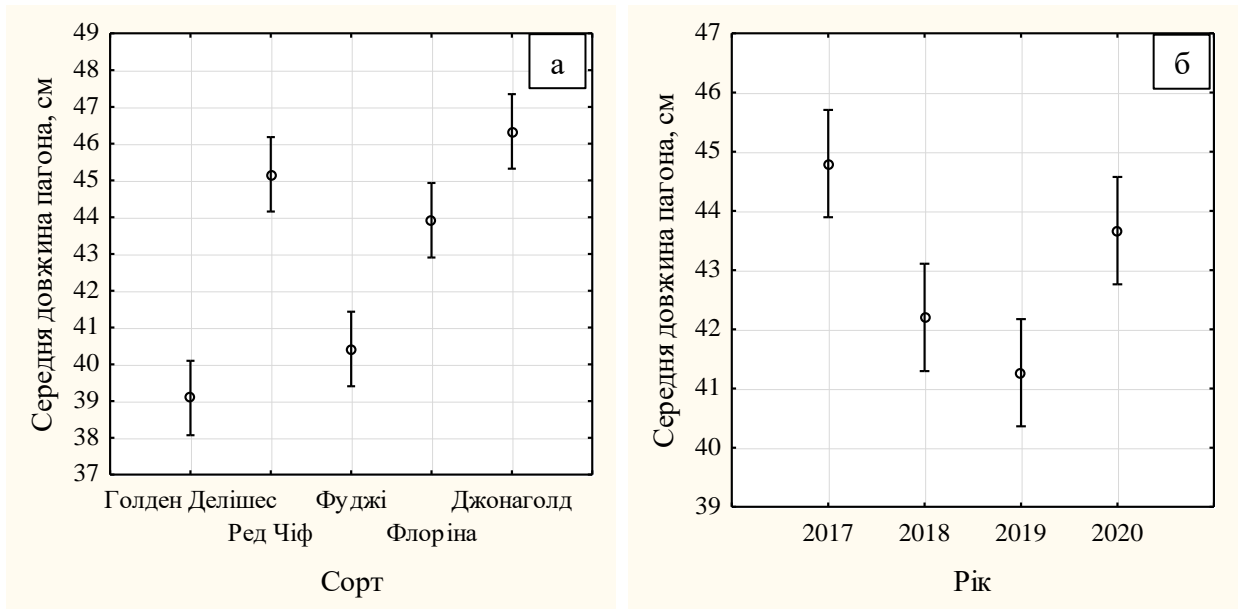 а
Середня довжина пагона, см
49
48
47
46
45
44
43
42
41
40
39
38
37
Голден Делішес
Фуджі
Джонаголд
Ред Чіф
Флоріна
Сорт
б
Середня довжина пагона, см
47
46
45
44
43
42
41
40
39
2017
2018
2019
2020
Рік